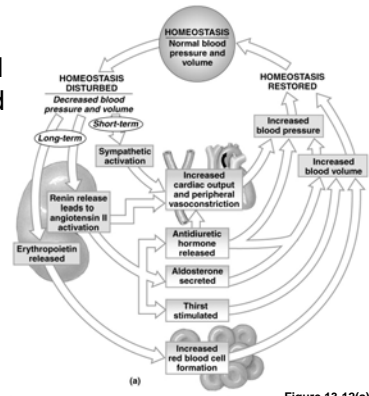 HOMEOSTASIS
Normal blood
pressure and
volume
HOMEOSTASIS
DISTURBED
Decreased blood
pressure and volume
HOMEOSTASIS
RESTORED
Short-term
Long-term
Sympathetic
activation
Increased
blood pressure
Increased
blood volume
Increased
cardiac output
and peripheral
vasoconstriction
Renin release
leads to
angiotensin II
activation
Antidiuretic
hormone
released
Erythropoietin
released
Aldosterone
secreted
Thirst
stimulated
Increased
red blood cell
formation
(a)